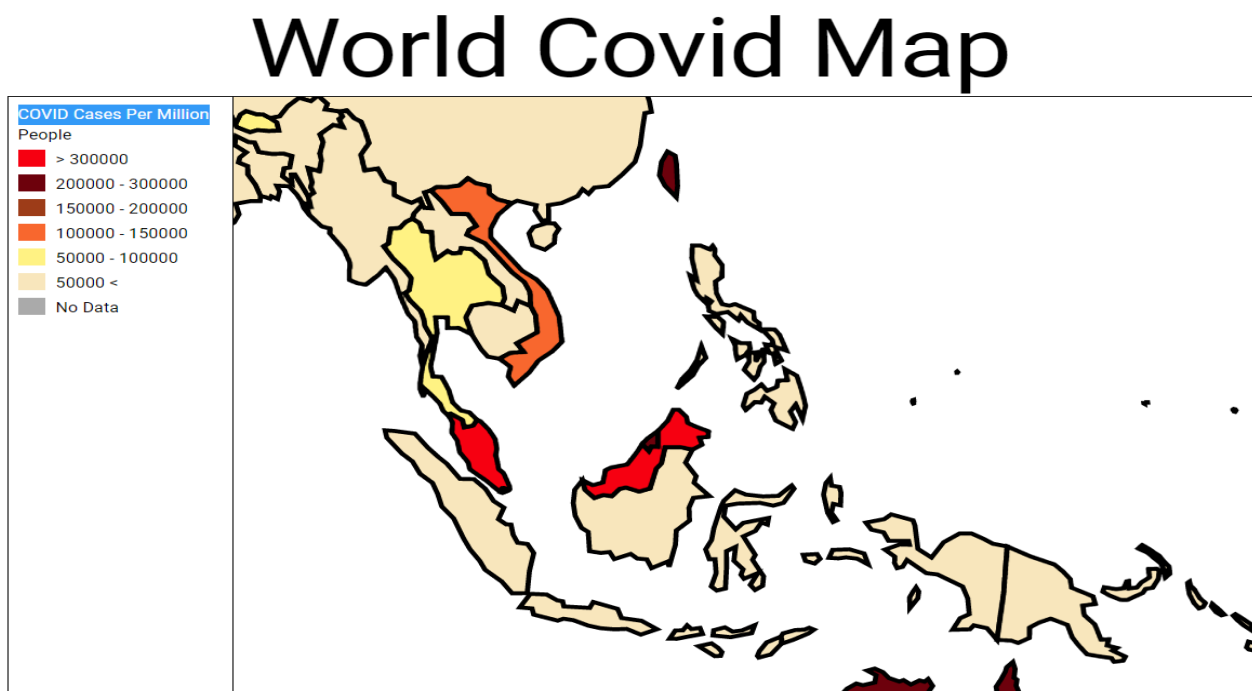 World Covid Map
COVID Cases Per Million
People
> 300000
200000 - 300000
150000 - 200000
100000 - 150000
50000 - 100000
50000 <
No Data